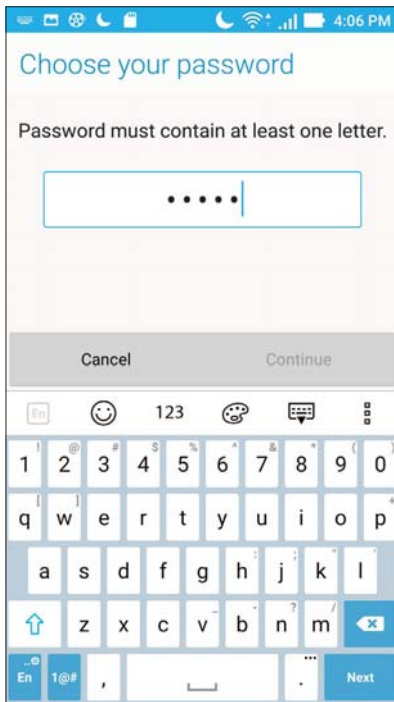 4:06 PM
Choose your password
Password must contain at least one letter.
•••••
Cancel Continue
En 123
! @ # $ % ^ & * ( )
1 2 3 4 5 6 7 8 9 0
[ ] +
q w e r t y u i o p
: ; " '
a s d f g h j k l
_ - ? /
z x c v b n m
En 1@# , . Next